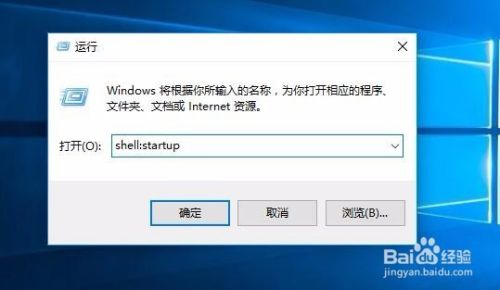 运行
Windows 将根据你所输入的名称，为你打开相应的程序、
文件夹、文档或 Internet 资源。
打开(O):
shell:startup
确定
取消
浏览(B)...
Baidu 经验
jingyan.baidu.com